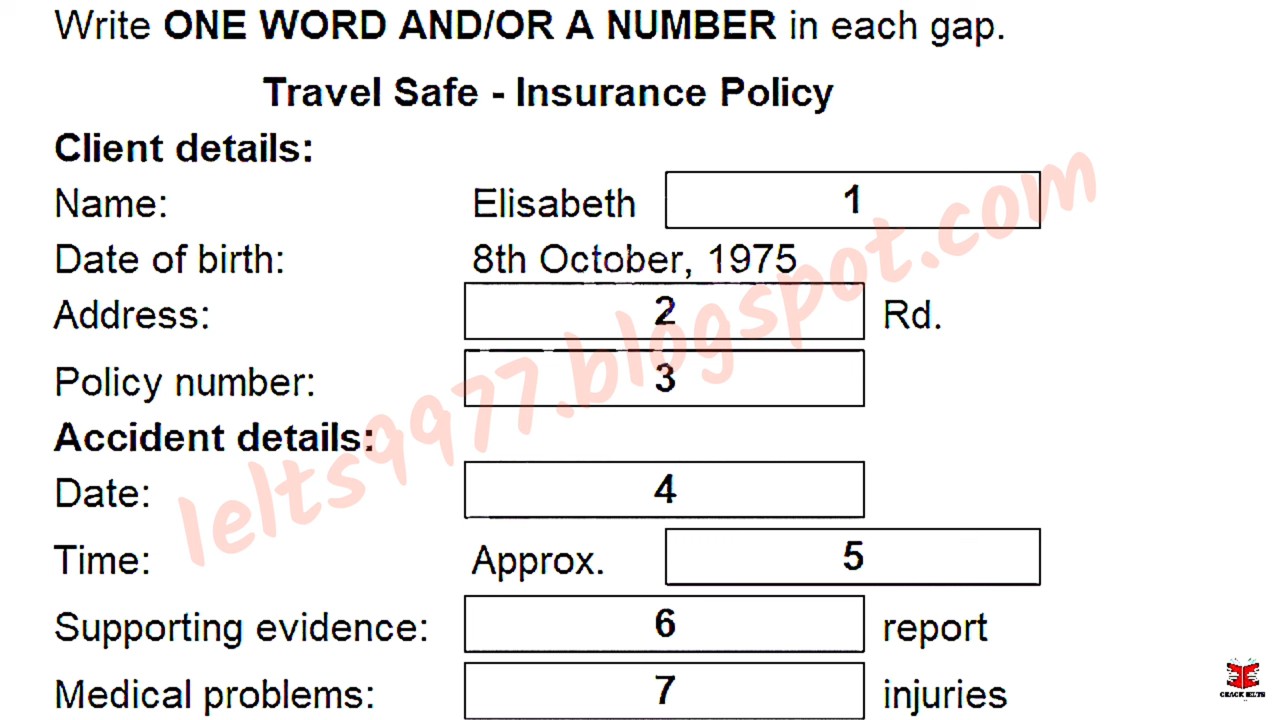 Write ONE WORD AND/OR A NUMBER in each gap.
Travel Safe - Insurance Policy
Client details:
Name: Elisabeth 1
Date of birth: 8th October, 1975
Address: 2 Rd.
Policy number: 3
Accident details:
Date: 4
Time: Approx. 5
Supporting evidence: 6 report
Medical problems: 7 injuries
Ielts9977.blogspot.com
CRACK IELTS